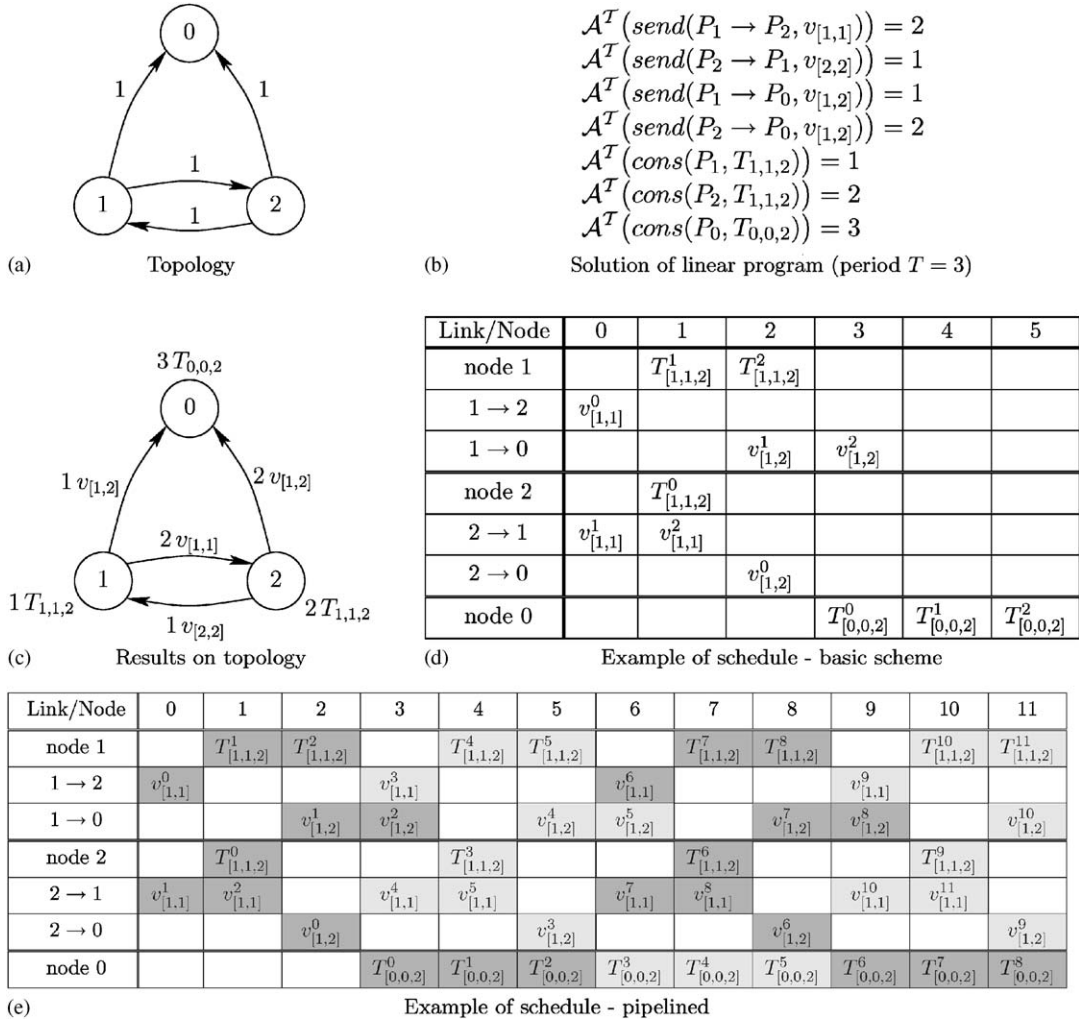 0
1
1
1
1
2
1
(a) Topology
𝒜^𝒯(send(P₁ → P₂, v_[1,1])) = 2
𝒜^𝒯(send(P₂ → P₁, v_[2,2])) = 1
𝒜^𝒯(send(P₁ → P₀, v_[1,2])) = 1
𝒜^𝒯(send(P₂ → P₀, v_[1,2])) = 2
𝒜^𝒯(cons(P₁, T_1,1,2)) = 1
𝒜^𝒯(cons(P₂, T_1,1,2)) = 2
𝒜^𝒯(cons(P₀, T_0,0,2)) = 3
(b) Solution of linear program (period T = 3)
3 T_0,0,2
0
1 v_[1,2]
2 v_[1,2]
2 v_[1,1]
1
2
1 T_1,1,2
2 T_1,1,2
1 v_[2,2]
(c) Results on topology
Link/Node 0 1 2 3 4 5
node 1 T^1_[1,1,2] T^2_[1,1,2]
1 → 2 v^0_[1,1]
1 → 0 v^1_[1,2] v^2_[1,2]
node 2 T^0_[1,1,2]
2 → 1 v^1_[1,1] v^2_[1,1]
2 → 0 v^0_[1,2]
node 0 T^0_[0,0,2] T^1_[0,0,2] T^2_[0,0,2]
(d) Example of schedule - basic scheme
Link/Node 0 1 2 3 4 5 6 7 8 9 10 11
node 1 T^1_[1,1,2] T^2_[1,1,2] T^4_[1,1,2] T^5_[1,1,2] T^7_[1,1,2] T^8_[1,1,2] T^10_[1,1,2] T^11_[1,1,2]
1 → 2 v^0_[1,1] v^3_[1,1] v^6_[1,1] v^9_[1,1]
1 → 0 v^1_[1,2] v^2_[1,2] v^4_[1,2] v^5_[1,2] v^7_[1,2] v^8_[1,2] v^10_[1,2]
node 2 T^0_[1,1,2] T^3_[1,1,2] T^6_[1,1,2] T^9_[1,1,2]
2 → 1 v^1_[1,1] v^2_[1,1] v^4_[1,1] v^5_[1,1] v^7_[1,1] v^8_[1,1] v^10_[1,1] v^11_[1,1]
2 → 0 v^0_[1,2] v^3_[1,2] v^6_[1,2] v^9_[1,2]
node 0 T^0_[0,0,2] T^1_[0,0,2] T^2_[0,0,2] T^3_[0,0,2] T^4_[0,0,2] T^5_[0,0,2] T^6_[0,0,2] T^7_[0,0,2] T^8_[0,0,2]
(e) Example of schedule - pipelined